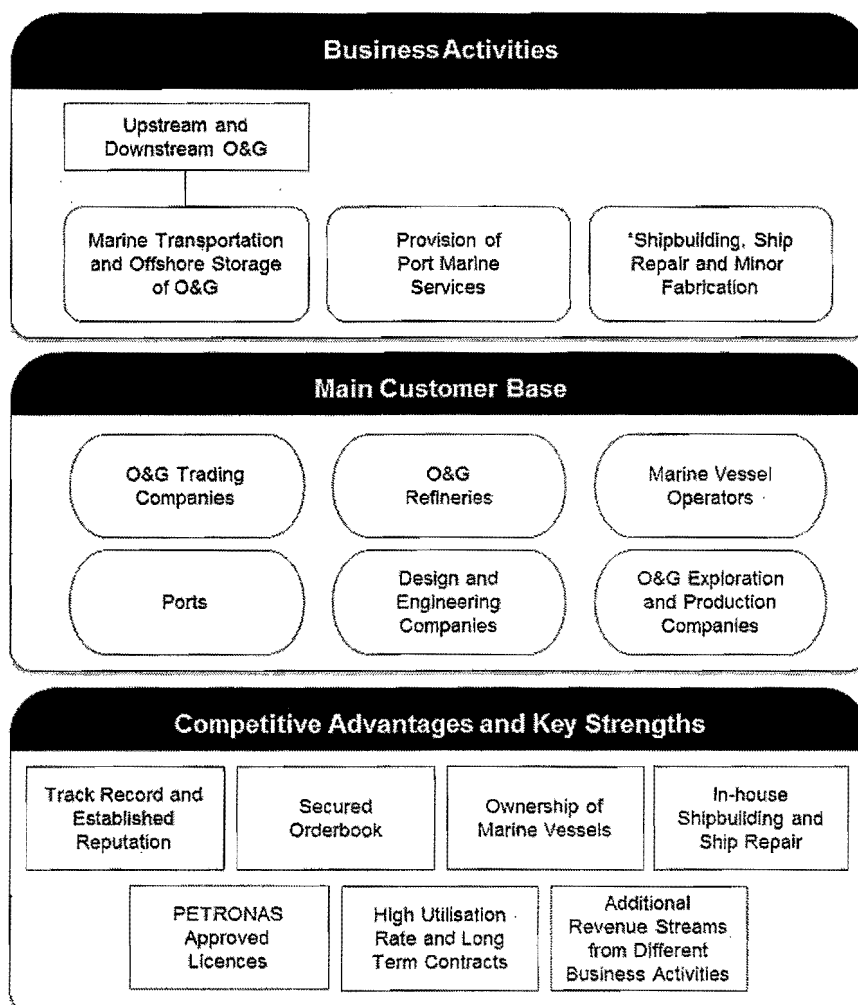 Business Activities
Upstream and
Downstream O&G
Marine Transportation
and Offshore Storage
of O&G
Provision of
Port Marine
Services
*Shipbuilding, Ship
Repair and Minor
Fabrication
Main Customer Base
O&G Trading
Companies
O&G
Refineries
Marine Vessel
Operators
Ports
Design and
Engineering
Companies
O&G Exploration
and Production
Companies
Competitive Advantages and Key Strengths
Track Record and
Established
Reputation
Secured
Orderbook
Ownership of
Marine Vessels
In-house
Shipbuilding and
Ship Repair
PETRONAS
Approved
Licences
High Utilisation
Rate and Long
Term Contracts
Additional
Revenue Streams
from Different
Business Activities